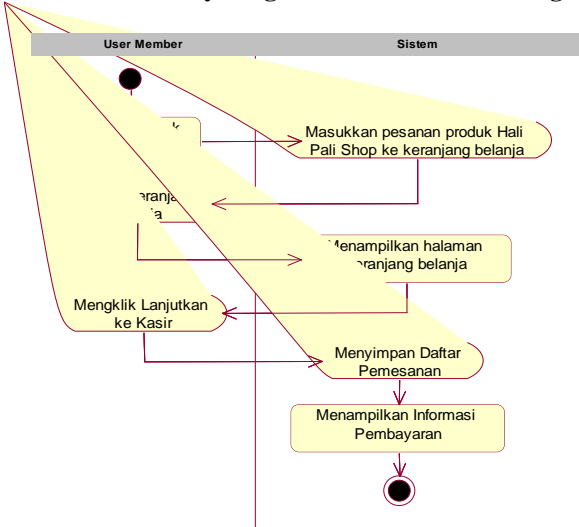 User Member Sistem
Masukkan pesanan produk Hali
Pali Shop ke keranjang belanja
Menampilkan halaman
keranjang belanja
Mengklik Lanjutkan
ke Kasir
Menyimpan Daftar
Pemesanan
Menampilkan Informasi
Pembayaran